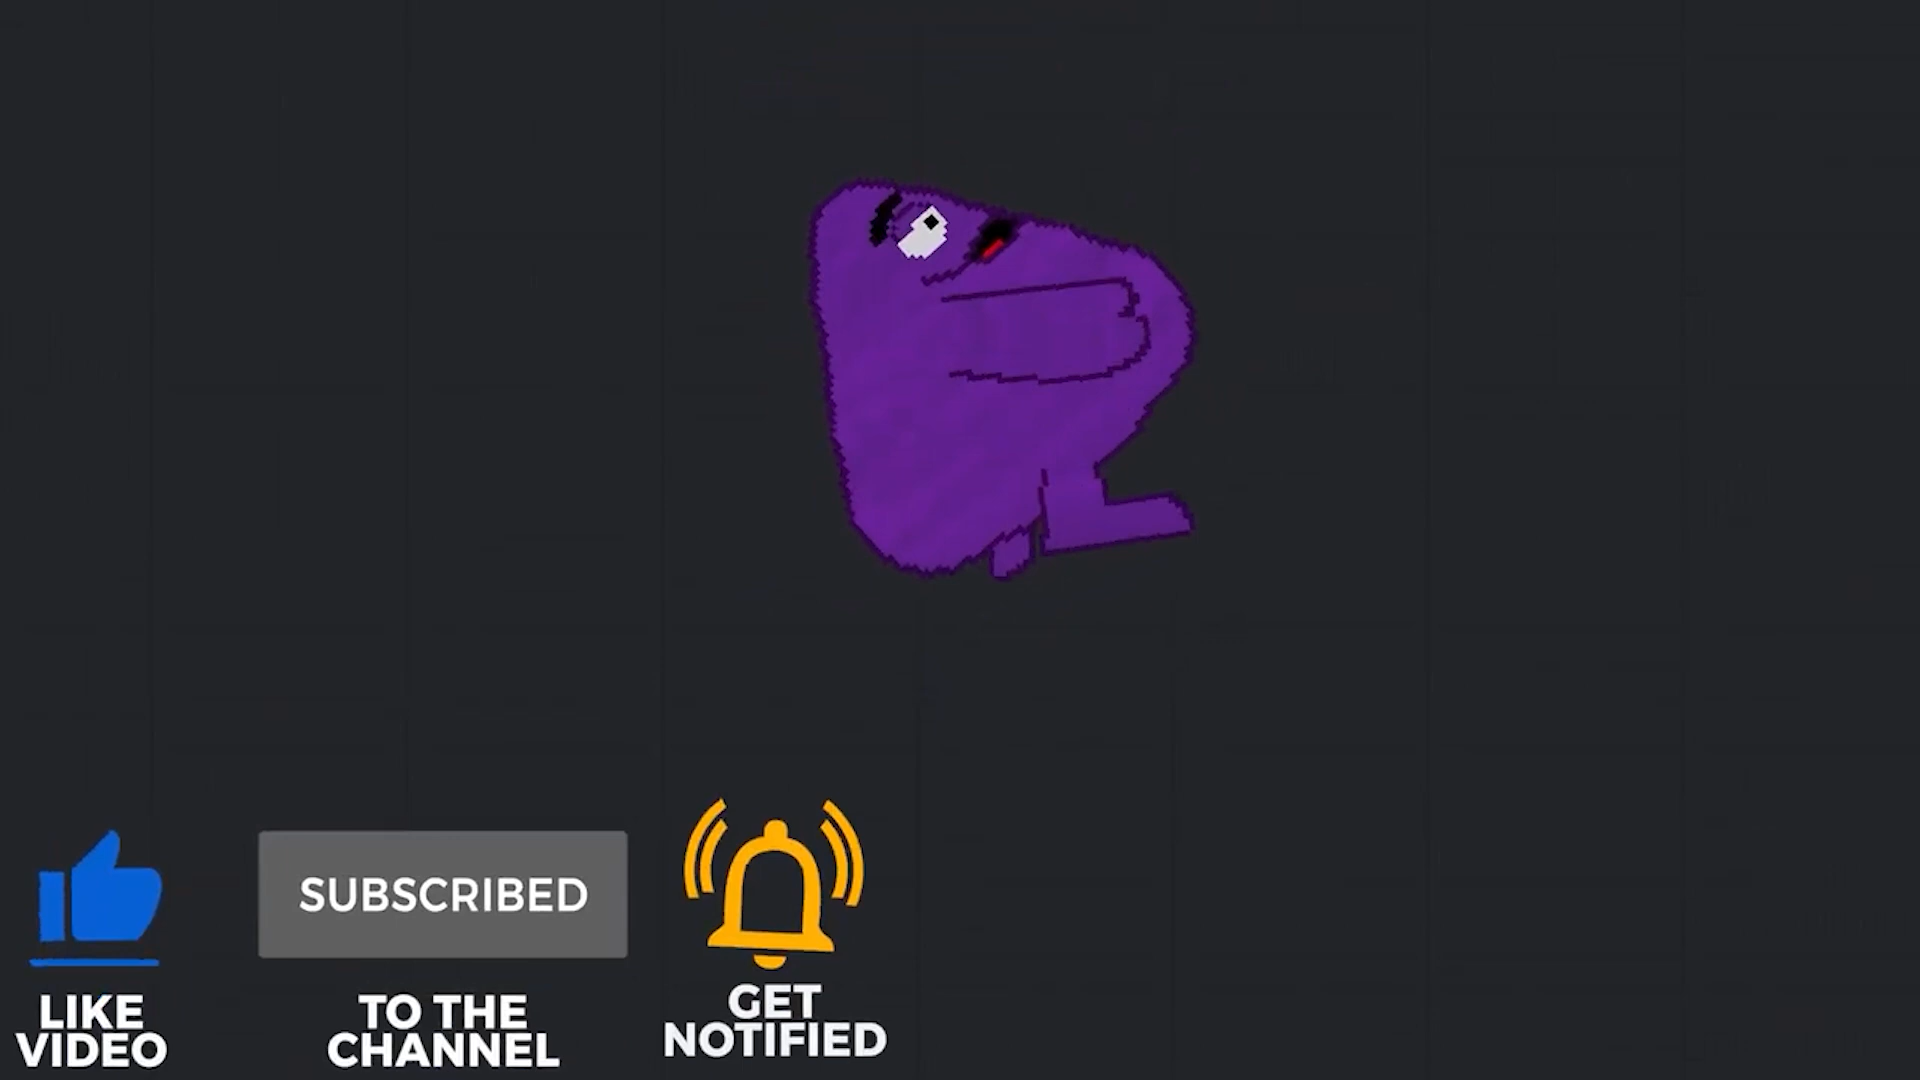 SUBSCRIBED
LIKE
VIDEO
TO THE
CHANNEL
GET
NOTIFIED